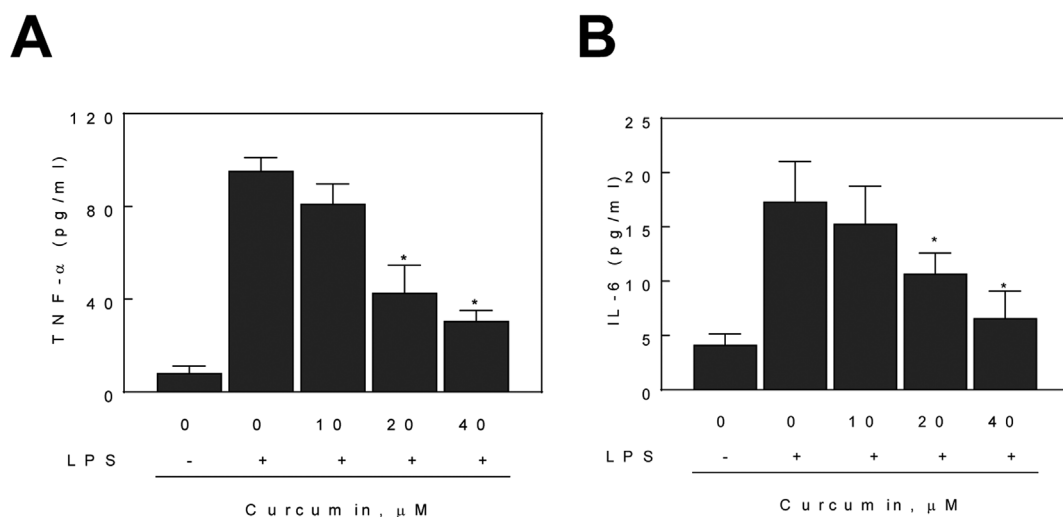 A
120
80
40
0
TNF-α (pg/ml)
*
*
0 0 10 20 40
LPS - + + + +
Curcumin, μM
B
25
20
15
10
5
0
IL-6 (pg/ml)
*
*
0 0 10 20 40
LPS - + + + +
Curcumin, μM